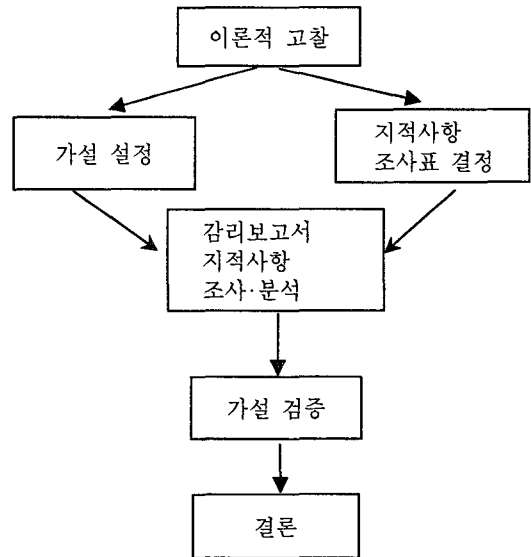 이론적 고찰
가설 설정
지적사항
조사표 결정
감리보고서
지적사항
조사·분석
가설 검증
결론